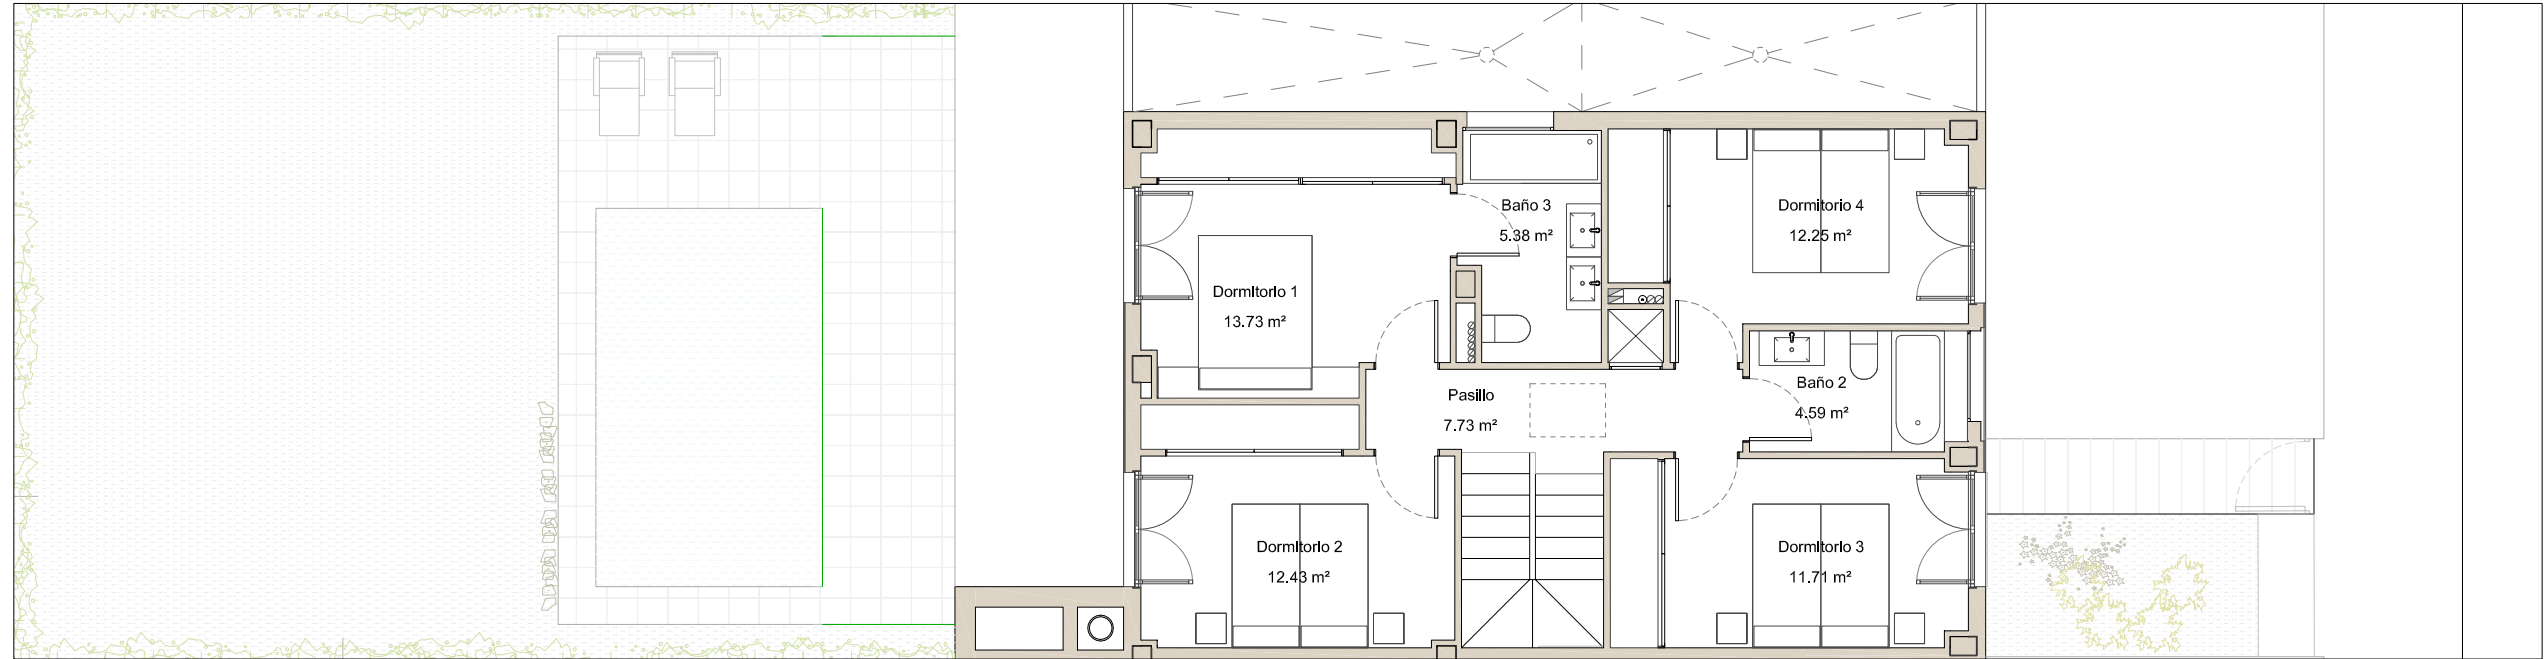 Baño 3
5.38 m²
Dormitorio 4
12.25 m²
Dormitorio 1
13.73 m²
Pasillo
7.73 m²
Baño 2
4.59 m²
Dormitorio 2
12.43 m²
Dormitorio 3
11.71 m²